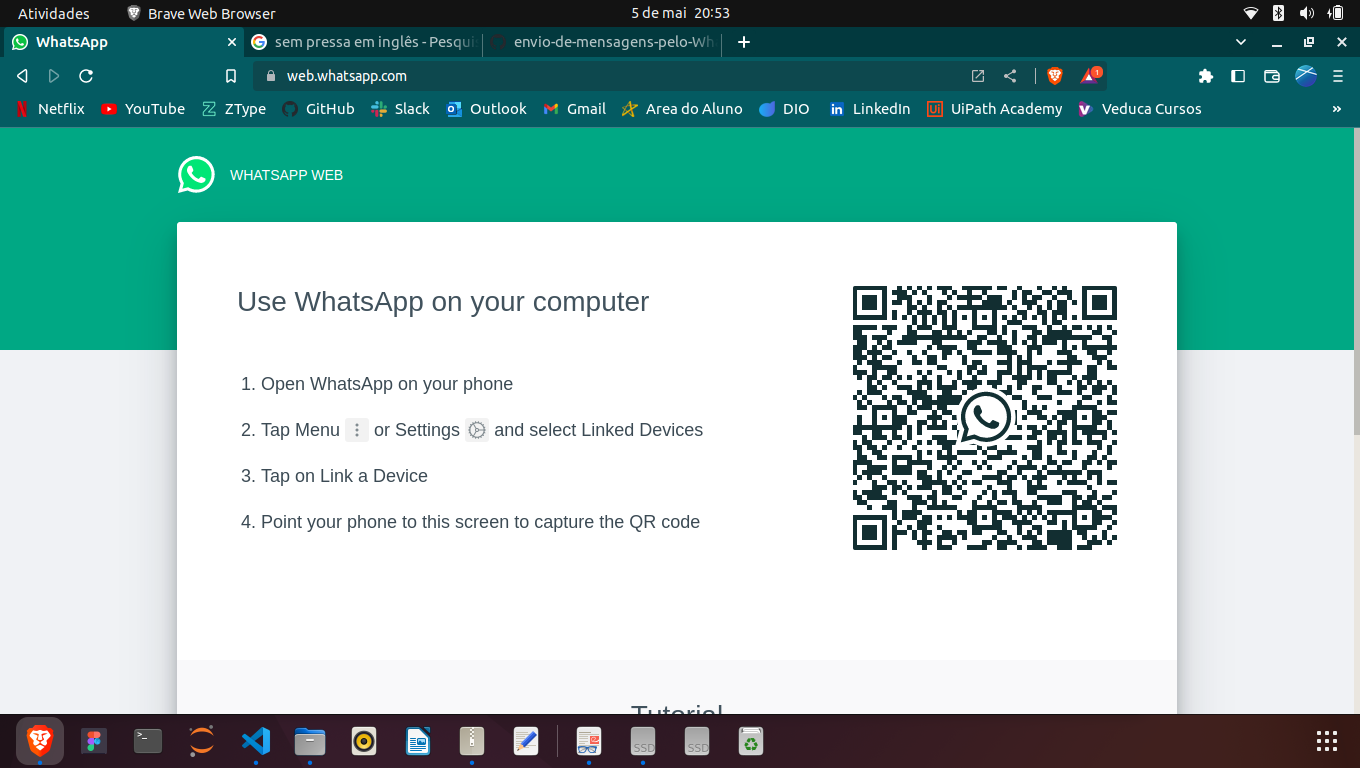 Atividades Brave Web Browser 5 de mai 20:53
WhatsApp sem pressa em inglês - Pesquis envio-de-mensagens-pelo-Wha
web.whatsapp.com 1
Netflix YouTube ZType GitHub Slack Outlook Gmail Area do Aluno DIO LinkedIn UiPath Academy Veduca Cursos »
WHATSAPP WEB
Use WhatsApp on your computer
1. Open WhatsApp on your phone
2. Tap Menu or Settings and select Linked Devices
3. Tap on Link a Device
4. Point your phone to this screen to capture the QR code
Tutorial
SSD SSD